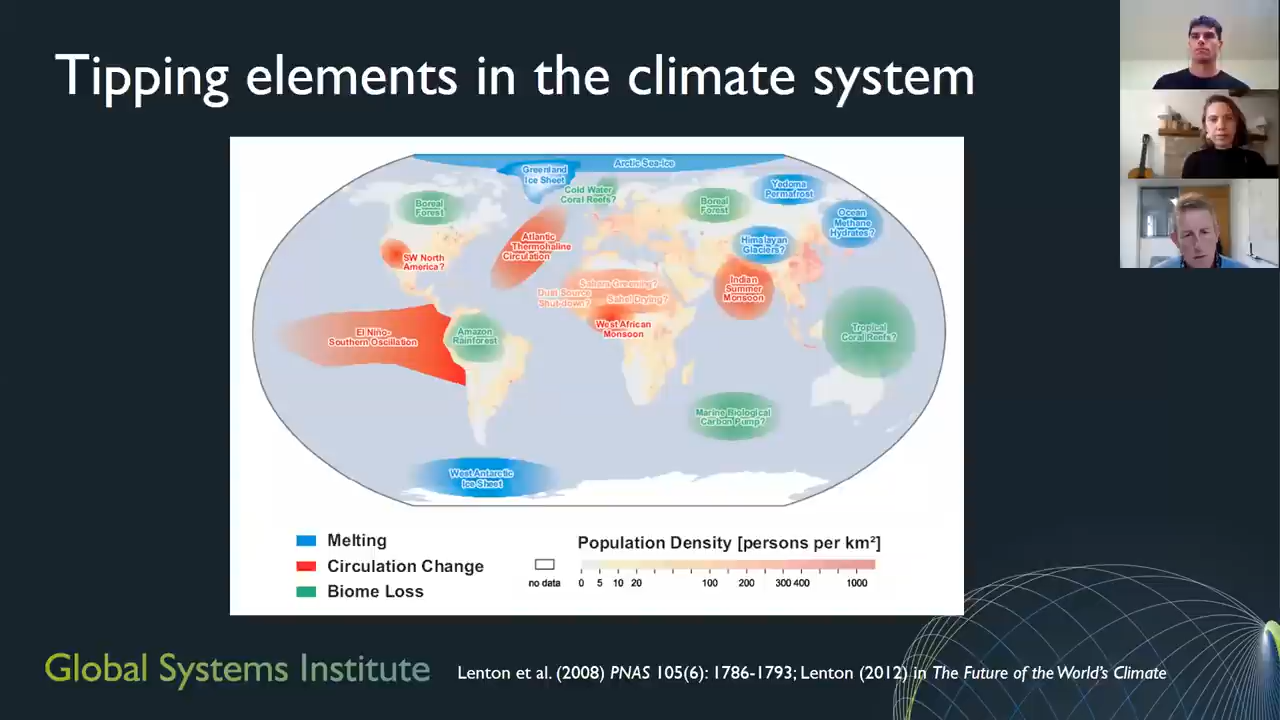 Tipping elements in the climate system
Arctic Sea-Ice
Greenland
Ice Sheet
Cold Water
Coral Reefs?
Boreal
Forest
Boreal
Forest
Yedoma
Permafrost
Ocean
Methane
Hydrates?
Himalayan
Glaciers?
Atlantic
Thermohaline
Circulation
SW North
America?
Indian
Summer
Monsoon
Sahara Greening?
Dust Source
Shut-down?
Sahel Drying?
West African
Monsoon
El Niño-
Southern Oscillation
Amazon
Rainforest
Tropical
Coral Reefs?
Marine Biological
Carbon Pump?
West Antarctic
Ice Sheet
Melting
Circulation Change
Biome Loss
Population Density [persons per km²]
no data
0 5 10 20 100 200 300 400 1000
Global Systems Institute
Lenton et al. (2008) PNAS 105(6): 1786-1793; Lenton (2012) in The Future of the World's Climate